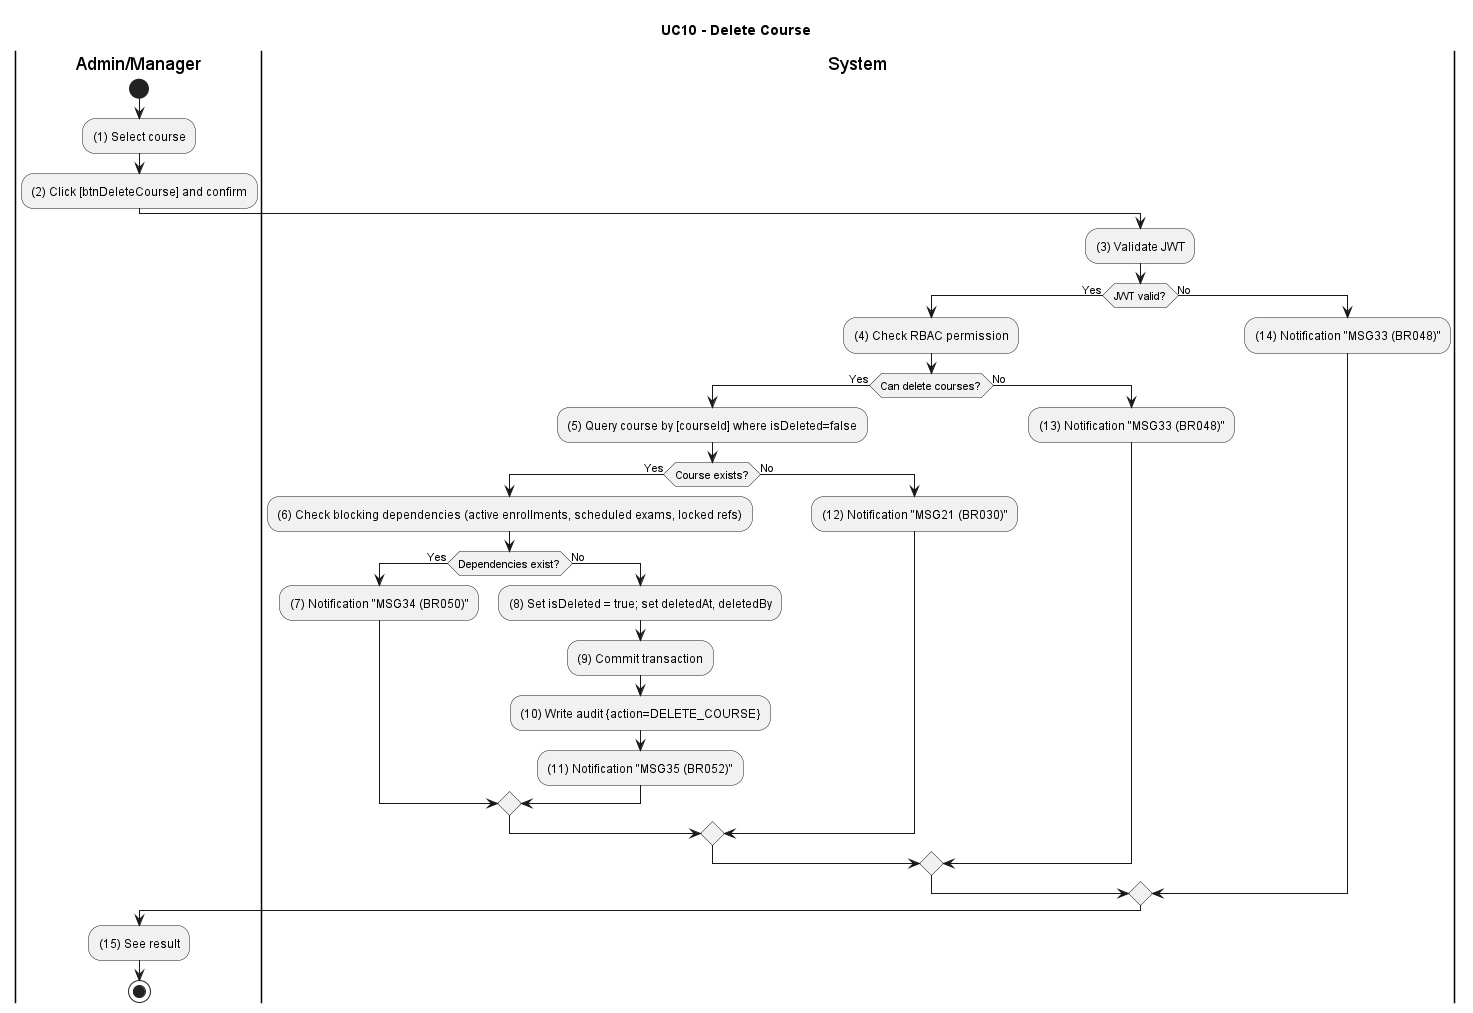 UC10 - Delete Course
Admin/Manager
System
(1) Select course
(2) Click [btnDeleteCourse] and confirm
(3) Validate JWT
Yes
JWT valid?
No
(4) Check RBAC permission
(14) Notification "MSG33 (BR048)"
Yes
Can delete courses?
No
(5) Query course by [courseId] where isDeleted=false
(13) Notification "MSG33 (BR048)"
Yes
Course exists?
No
(6) Check blocking dependencies (active enrollments, scheduled exams, locked refs)
(12) Notification "MSG21 (BR030)"
Yes
Dependencies exist?
No
(7) Notification "MSG34 (BR050)"
(8) Set isDeleted = true; set deletedAt, deletedBy
(9) Commit transaction
(10) Write audit {action=DELETE_COURSE}
(11) Notification "MSG35 (BR052)"
(15) See result